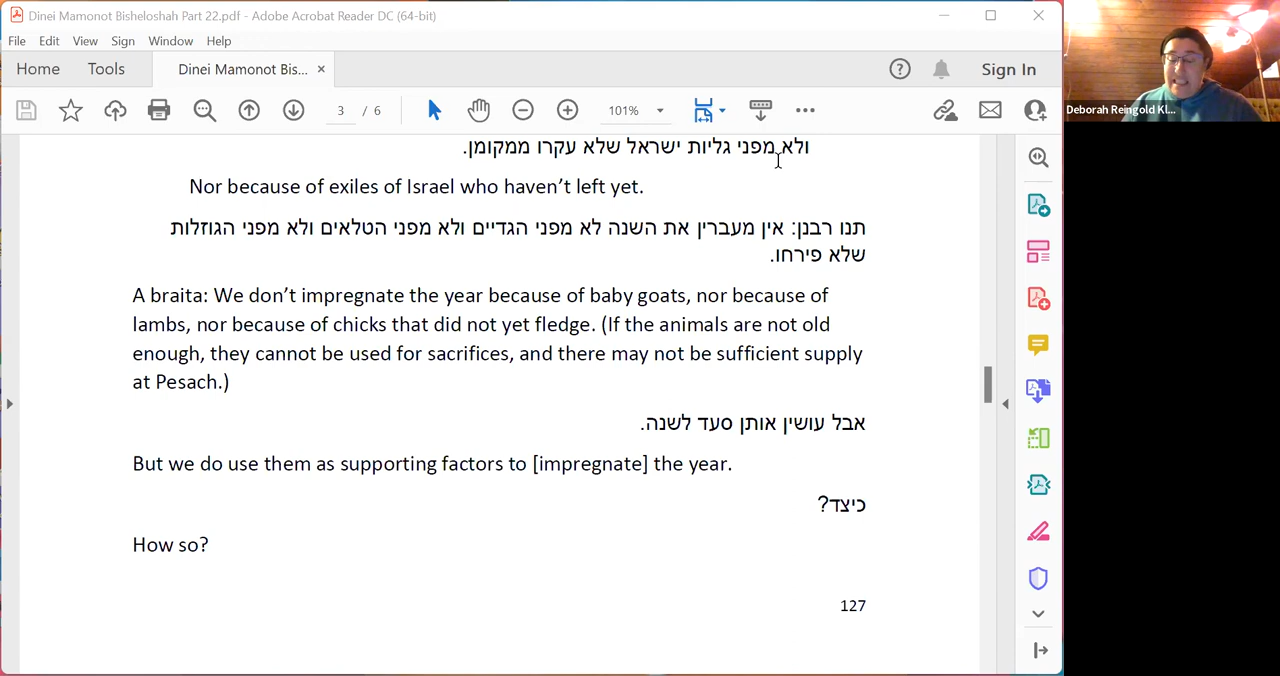 Dinei Mamonot Bisheloshah Part 22.pdf - Adobe Acrobat Reader DC (64-bit)
File Edit View Sign Window Help
Home Tools Dinei Mamonot Bis... × Sign In
3 / 6 101%
Deborah Reingold Kl...
ולא מפני גליות ישראל שלא עקרו ממקומן.
Nor because of exiles of Israel who haven’t left yet.
תנו רבנן: אין מעברין את השנה לא מפני הגדיים ולא מפני הטלאים ולא מפני הגוזלות
שלא פירחו.
A braita: We don’t impregnate the year because of baby goats, nor because of
lambs, nor because of chicks that did not yet fledge. (If the animals are not old
enough, they cannot be used for sacrifices, and there may not be sufficient supply
at Pesach.)
אבל עושין אותן סעד לשנה.
But we do use them as supporting factors to [impregnate] the year.
כיצד?
How so?
127